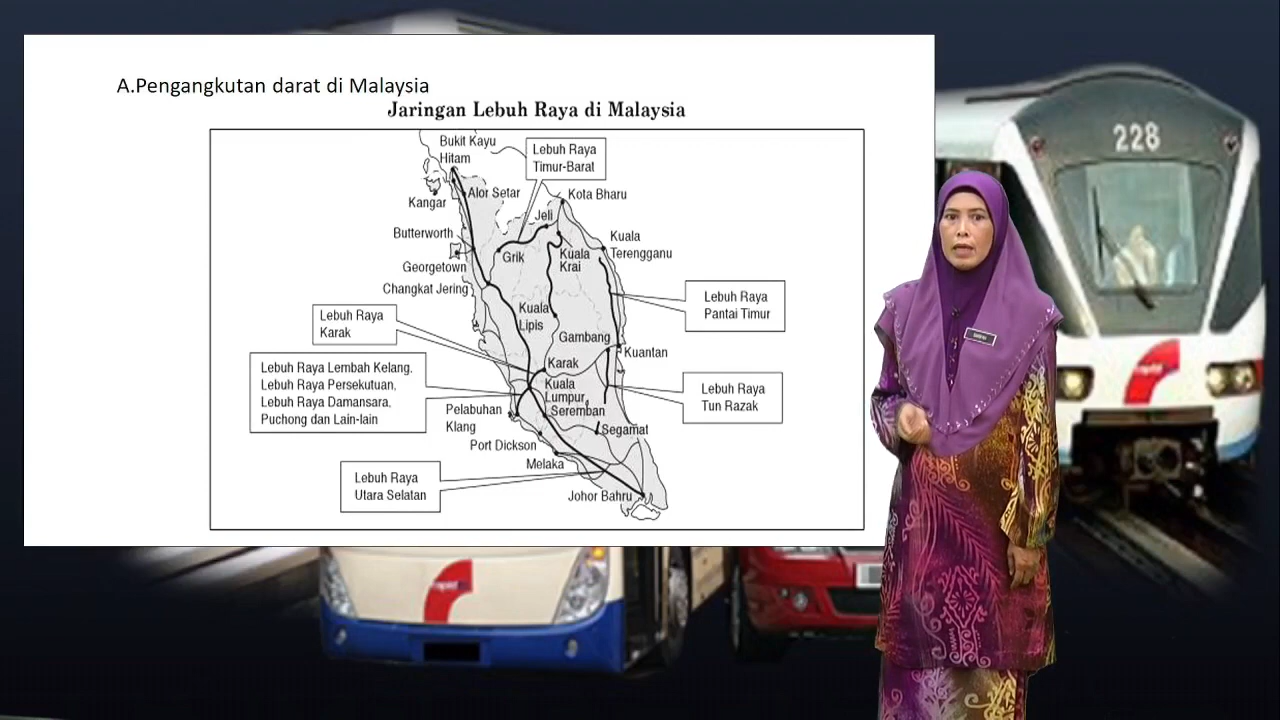 A.Pengangkutan darat di Malaysia
Jaringan Lebuh Raya di Malaysia
Bukit Kayu
Hitam
Lebuh Raya
Timur-Barat
Kangar
Alor Setar
Kota Bharu
Jeli
Butterworth
Kuala
Terengganu
Grik
Kuala
Krai
Georgetown
Changkat Jering
Lebuh Raya
Pantai Timur
Kuala
Lipis
Lebuh Raya
Karak
Gambang
Kuantan
Karak
Lebuh Raya Lembah Kelang,
Lebuh Raya Persekutuan,
Lebuh Raya Damansara,
Puchong dan Lain-lain
Kuala
Lumpur
Seremban
Lebuh Raya
Tun Razak
Pelabuhan
Klang
Segamat
Port Dickson
Melaka
Lebuh Raya
Utara Selatan
Johor Bahru
228